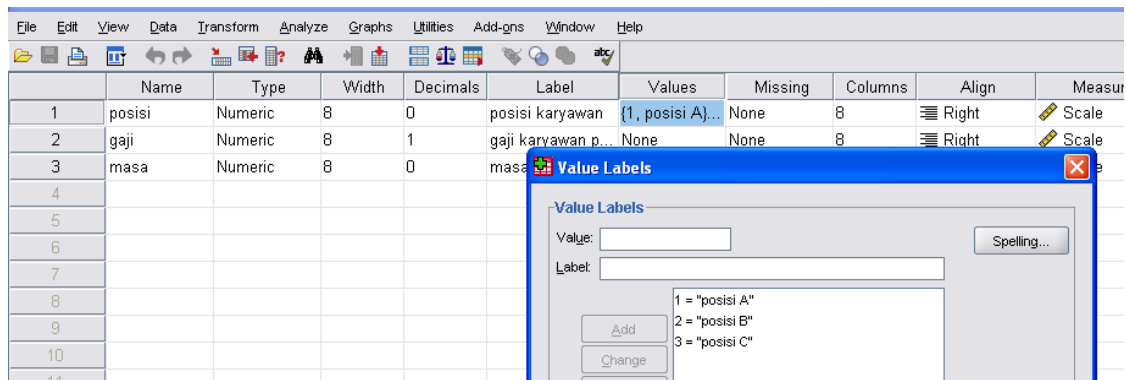 File Edit View Data Transform Analyze Graphs Utilities Add-ons Window Help
Name Type Width Decimals Label Values Missing Columns Align Measur
1 posisi Numeric 8 0 posisi karyawan {1, posisi A}... None 8 Right Scale
2 gaji Numeric 8 1 gaji karyawan p... None None 8 Right Scale
3 masa Numeric 8 0 masa
Value Labels
4
Value Labels
5
Value:
Spelling...
6
Label:
7
8
1 = "posisi A"
9
Add
2 = "posisi B"
3 = "posisi C"
10
Change